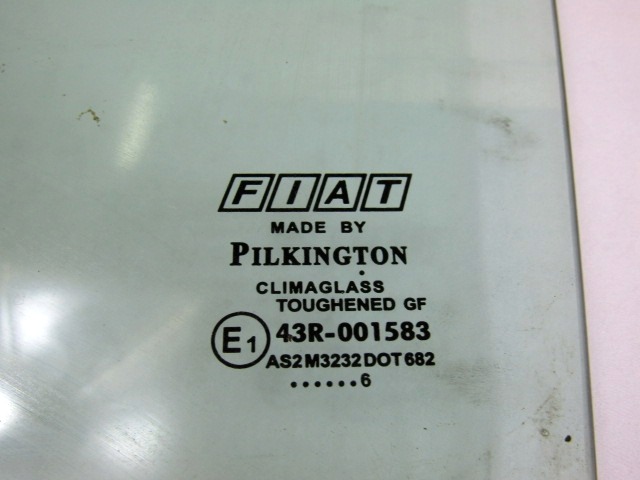 FIAT
MADE BY
PILKINGTON
CLIMAGLASS
TOUGHENED GF
E1 43R-001583
AS2 M3232 DOT 682
......6